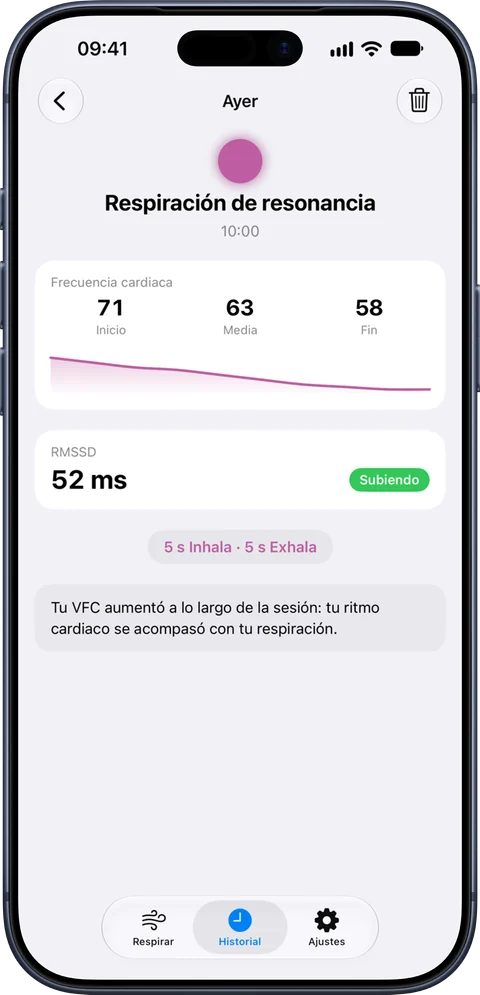 09:41
Ayer
Respiración de resonancia
10:00
Frecuencia cardiaca
71 63 58
Inicio Media Fin
RMSSD
52 ms
Subiendo
5 s Inhala · 5 s Exhala
Tu VFC aumentó a lo largo de la sesión: tu ritmo
cardiaco se acompasó con tu respiración.
Respirar Historial Ajustes